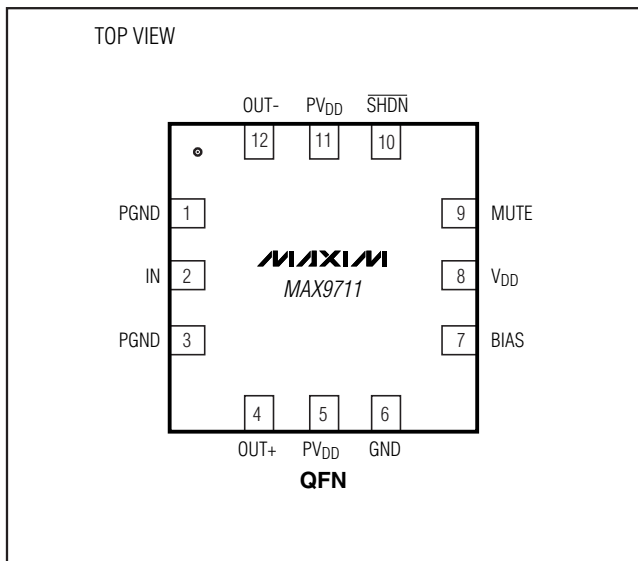 TOP VIEW
OUT- PVDD SHDN
12 11 10
PGND 1 9 MUTE
IN 2 MAXIM 8 VDD
MAX9711
PGND 3 7 BIAS
4 5 6
OUT+ PVDD GND
QFN